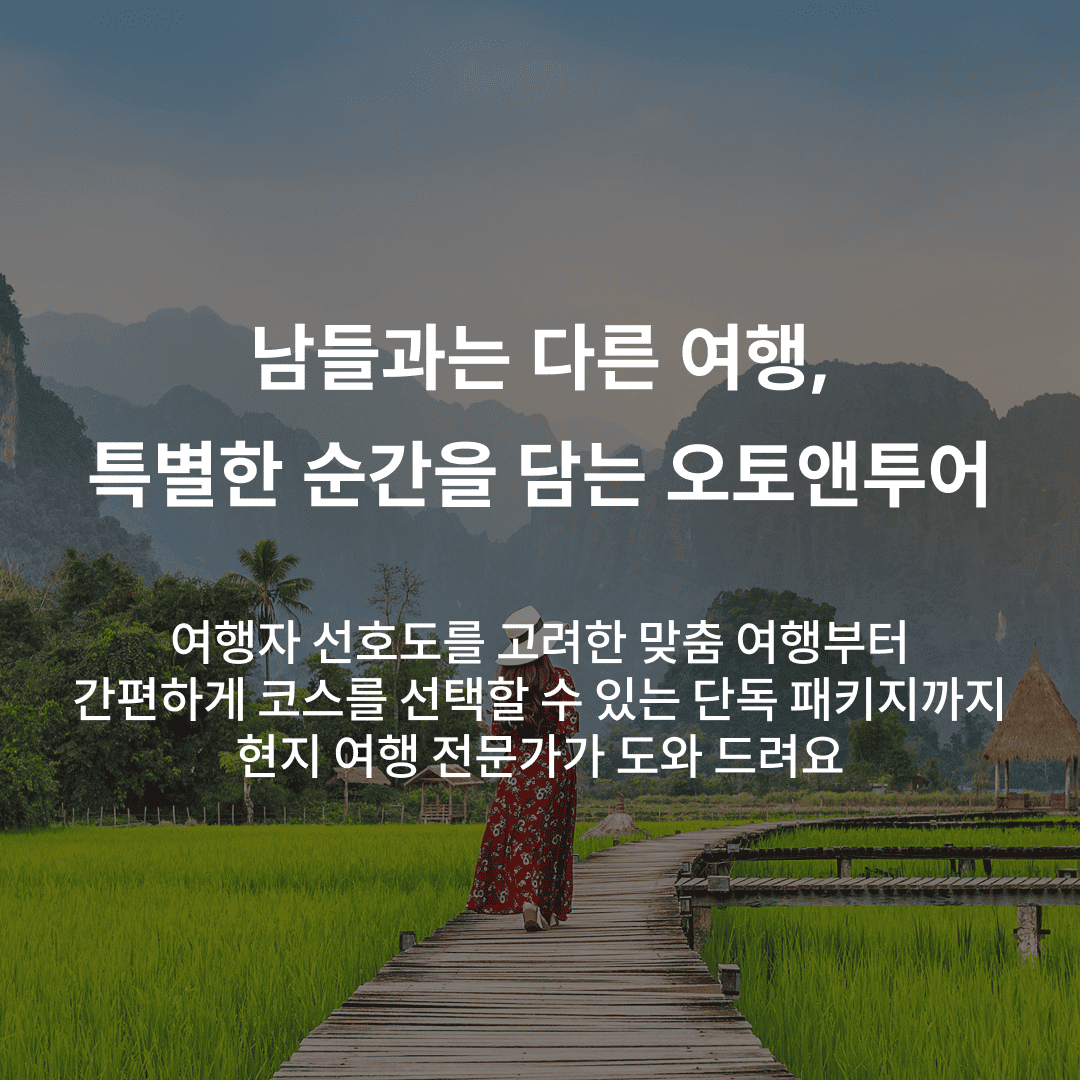 남들과는 다른 여행,
특별한 순간을 담는 오토앤투어
여행자 선호도를 고려한 맞춤 여행부터
간편하게 코스를 선택할 수 있는 단독 패키지까지
현지 여행 전문가가 도와 드려요